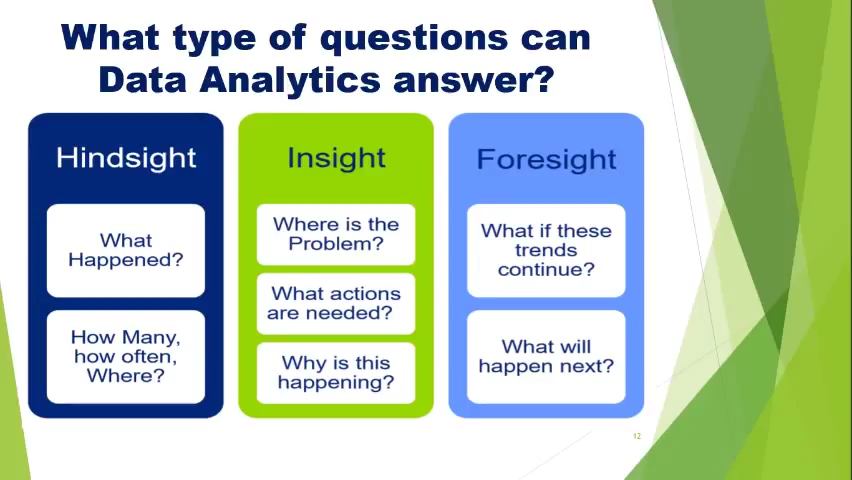 What type of questions can
Data Analytics answer?
Hindsight
What
Happened?
How Many,
how often,
Where?
Insight
Where is the
Problem?
What actions
are needed?
Why is this
happening?
Foresight
What if these
trends
continue?
What will
happen next?
12